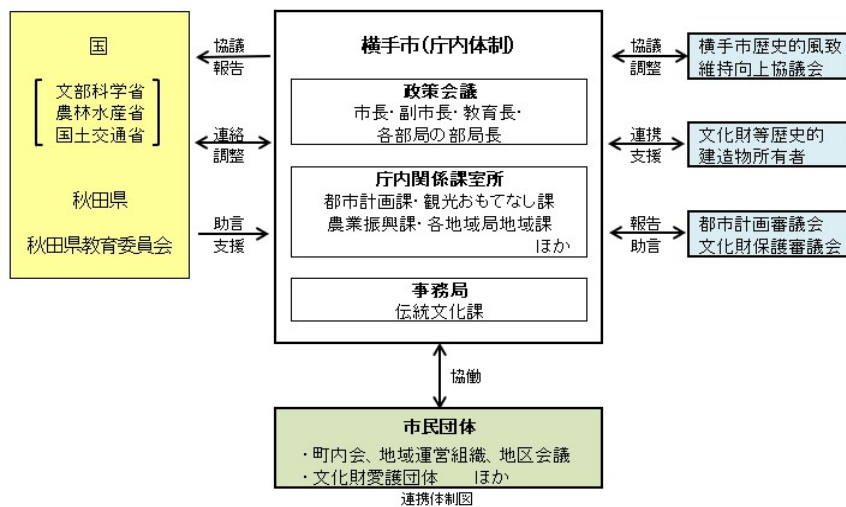 国
文部科学省
農林水産省
国土交通省
秋田県
秋田県教育委員会
協議
報告
連絡
調整
助言
支援
横手市(庁内体制)
政策会議
市長・副市長・教育長・
各部局の部局長
庁内関係課室所
都市計画課・観光おもてなし課
農業振興課・各地域局地域課
ほか
事務局
伝統文化課
協議
調整
連携
支援
報告
助言
横手市歴史的風致
維持向上協議会
文化財等歴史的
建造物所有者
都市計画審議会
文化財保護審議会
協働
市民団体
・町内会、地域運営組織、地区会議
・文化財愛護団体　　ほか
連携体制図